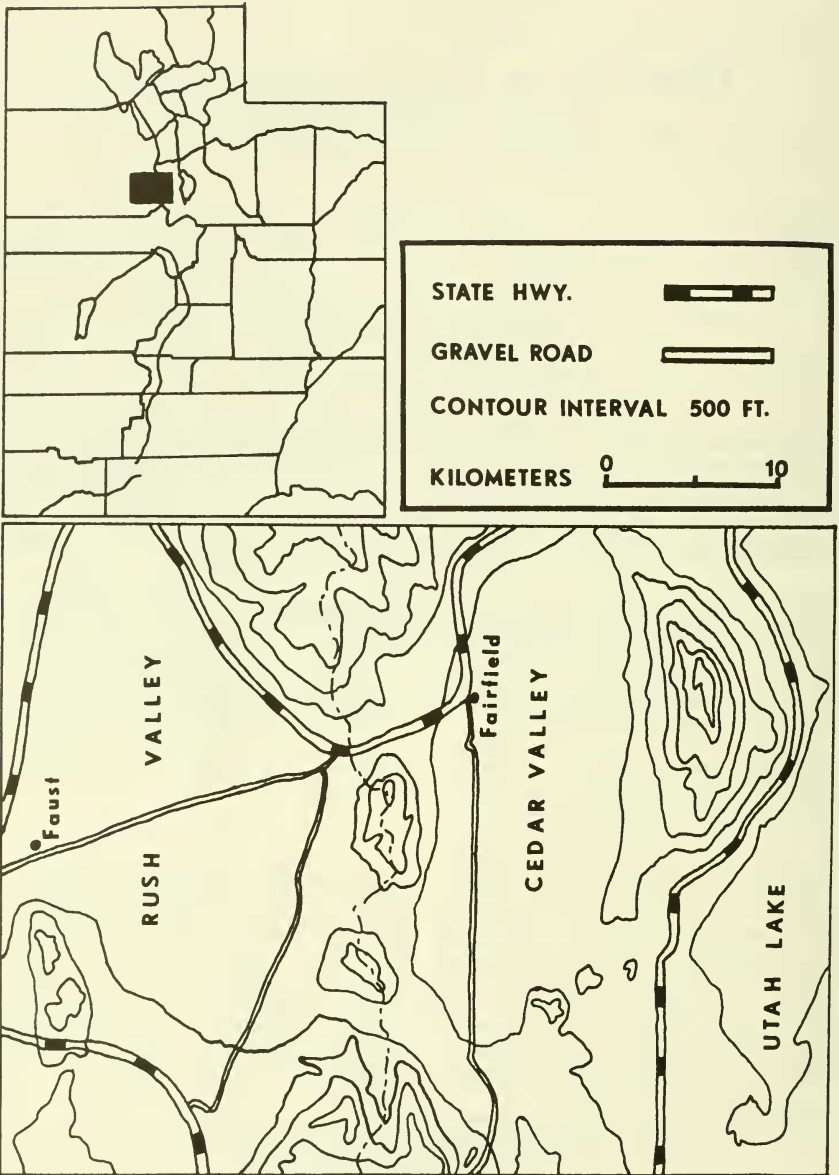 STATE HWY.
GRAVEL ROAD
CONTOUR INTERVAL 500 FT.
KILOMETERS 0 10
RUSH VALLEY
Faust
Fairfield
CEDAR VALLEY
UTAH LAKE